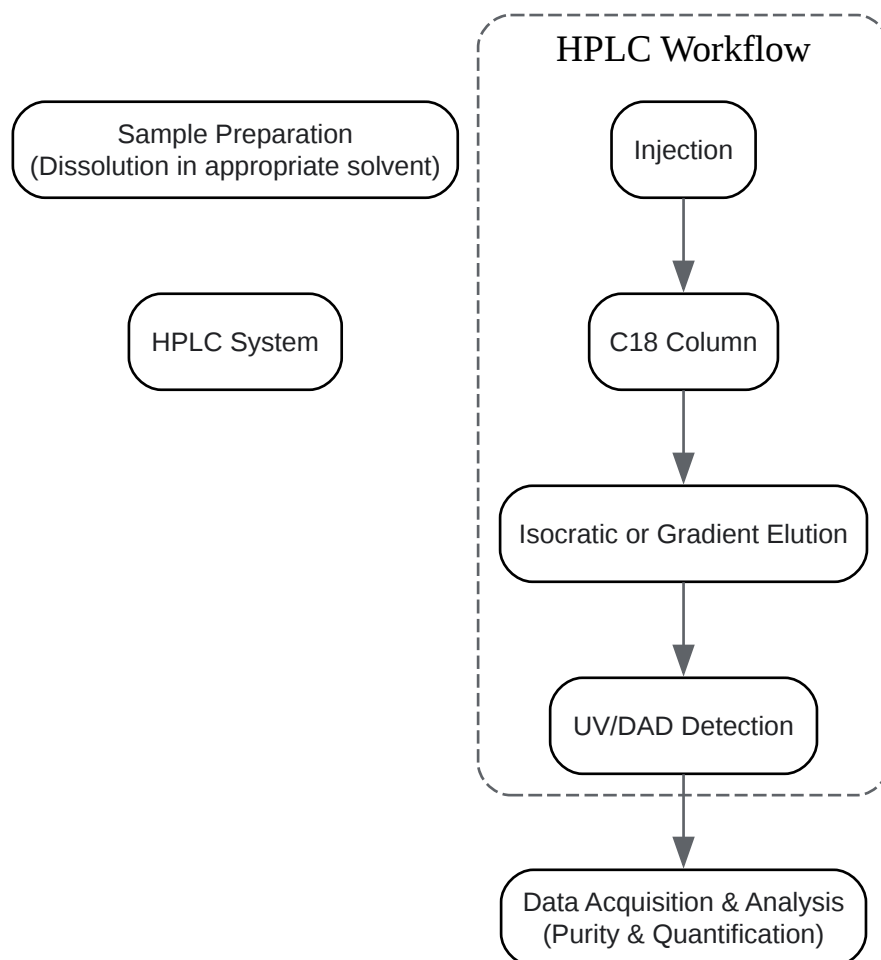 HPLC Workflow
Sample Preparation
(Dissolution in appropriate solvent)
Injection
HPLC System
C18 Column
Isocratic or Gradient Elution
UV/DAD Detection
Data Acquisition & Analysis
(Purity & Quantification)